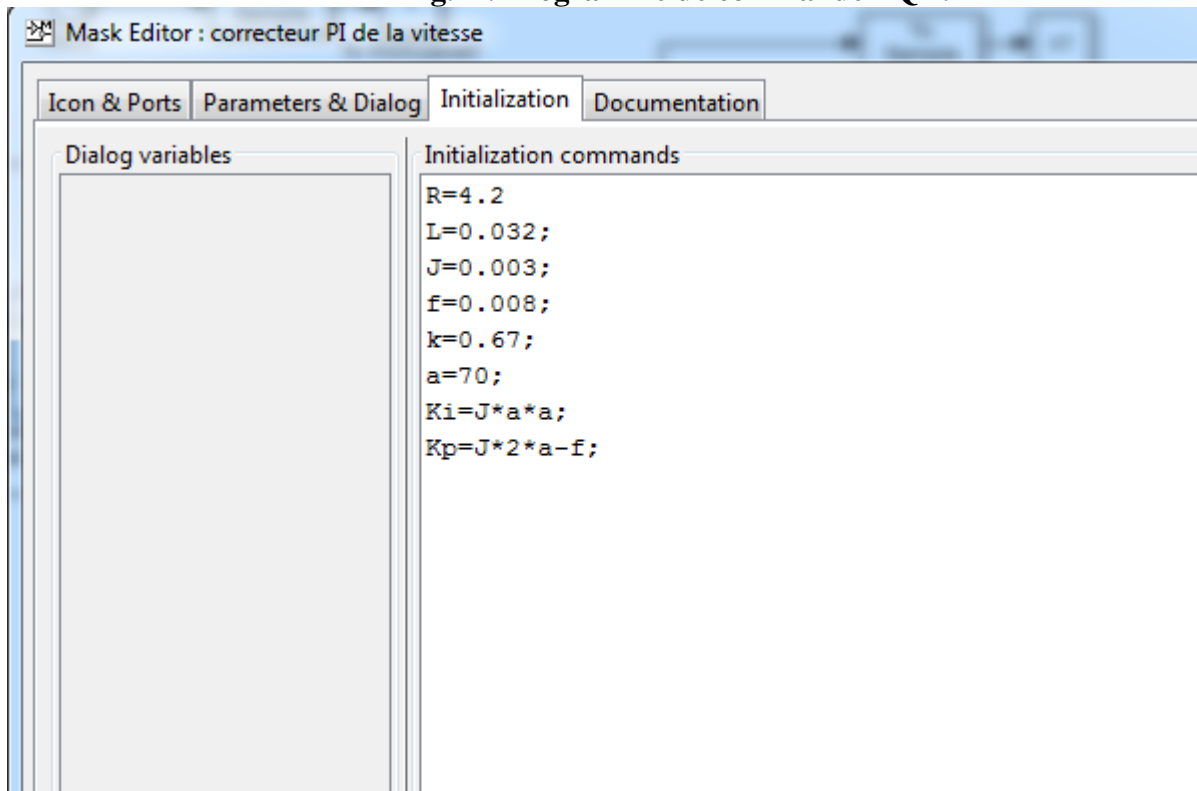 Mask Editor : correcteur PI de la vitesse
Icon & Ports Parameters & Dialog Initialization Documentation
Dialog variables
Initialization commands
R=4.2
L=0.032;
J=0.003;
f=0.008;
k=0.67;
a=70;
Ki=J*a*a;
Kp=J*2*a-f;